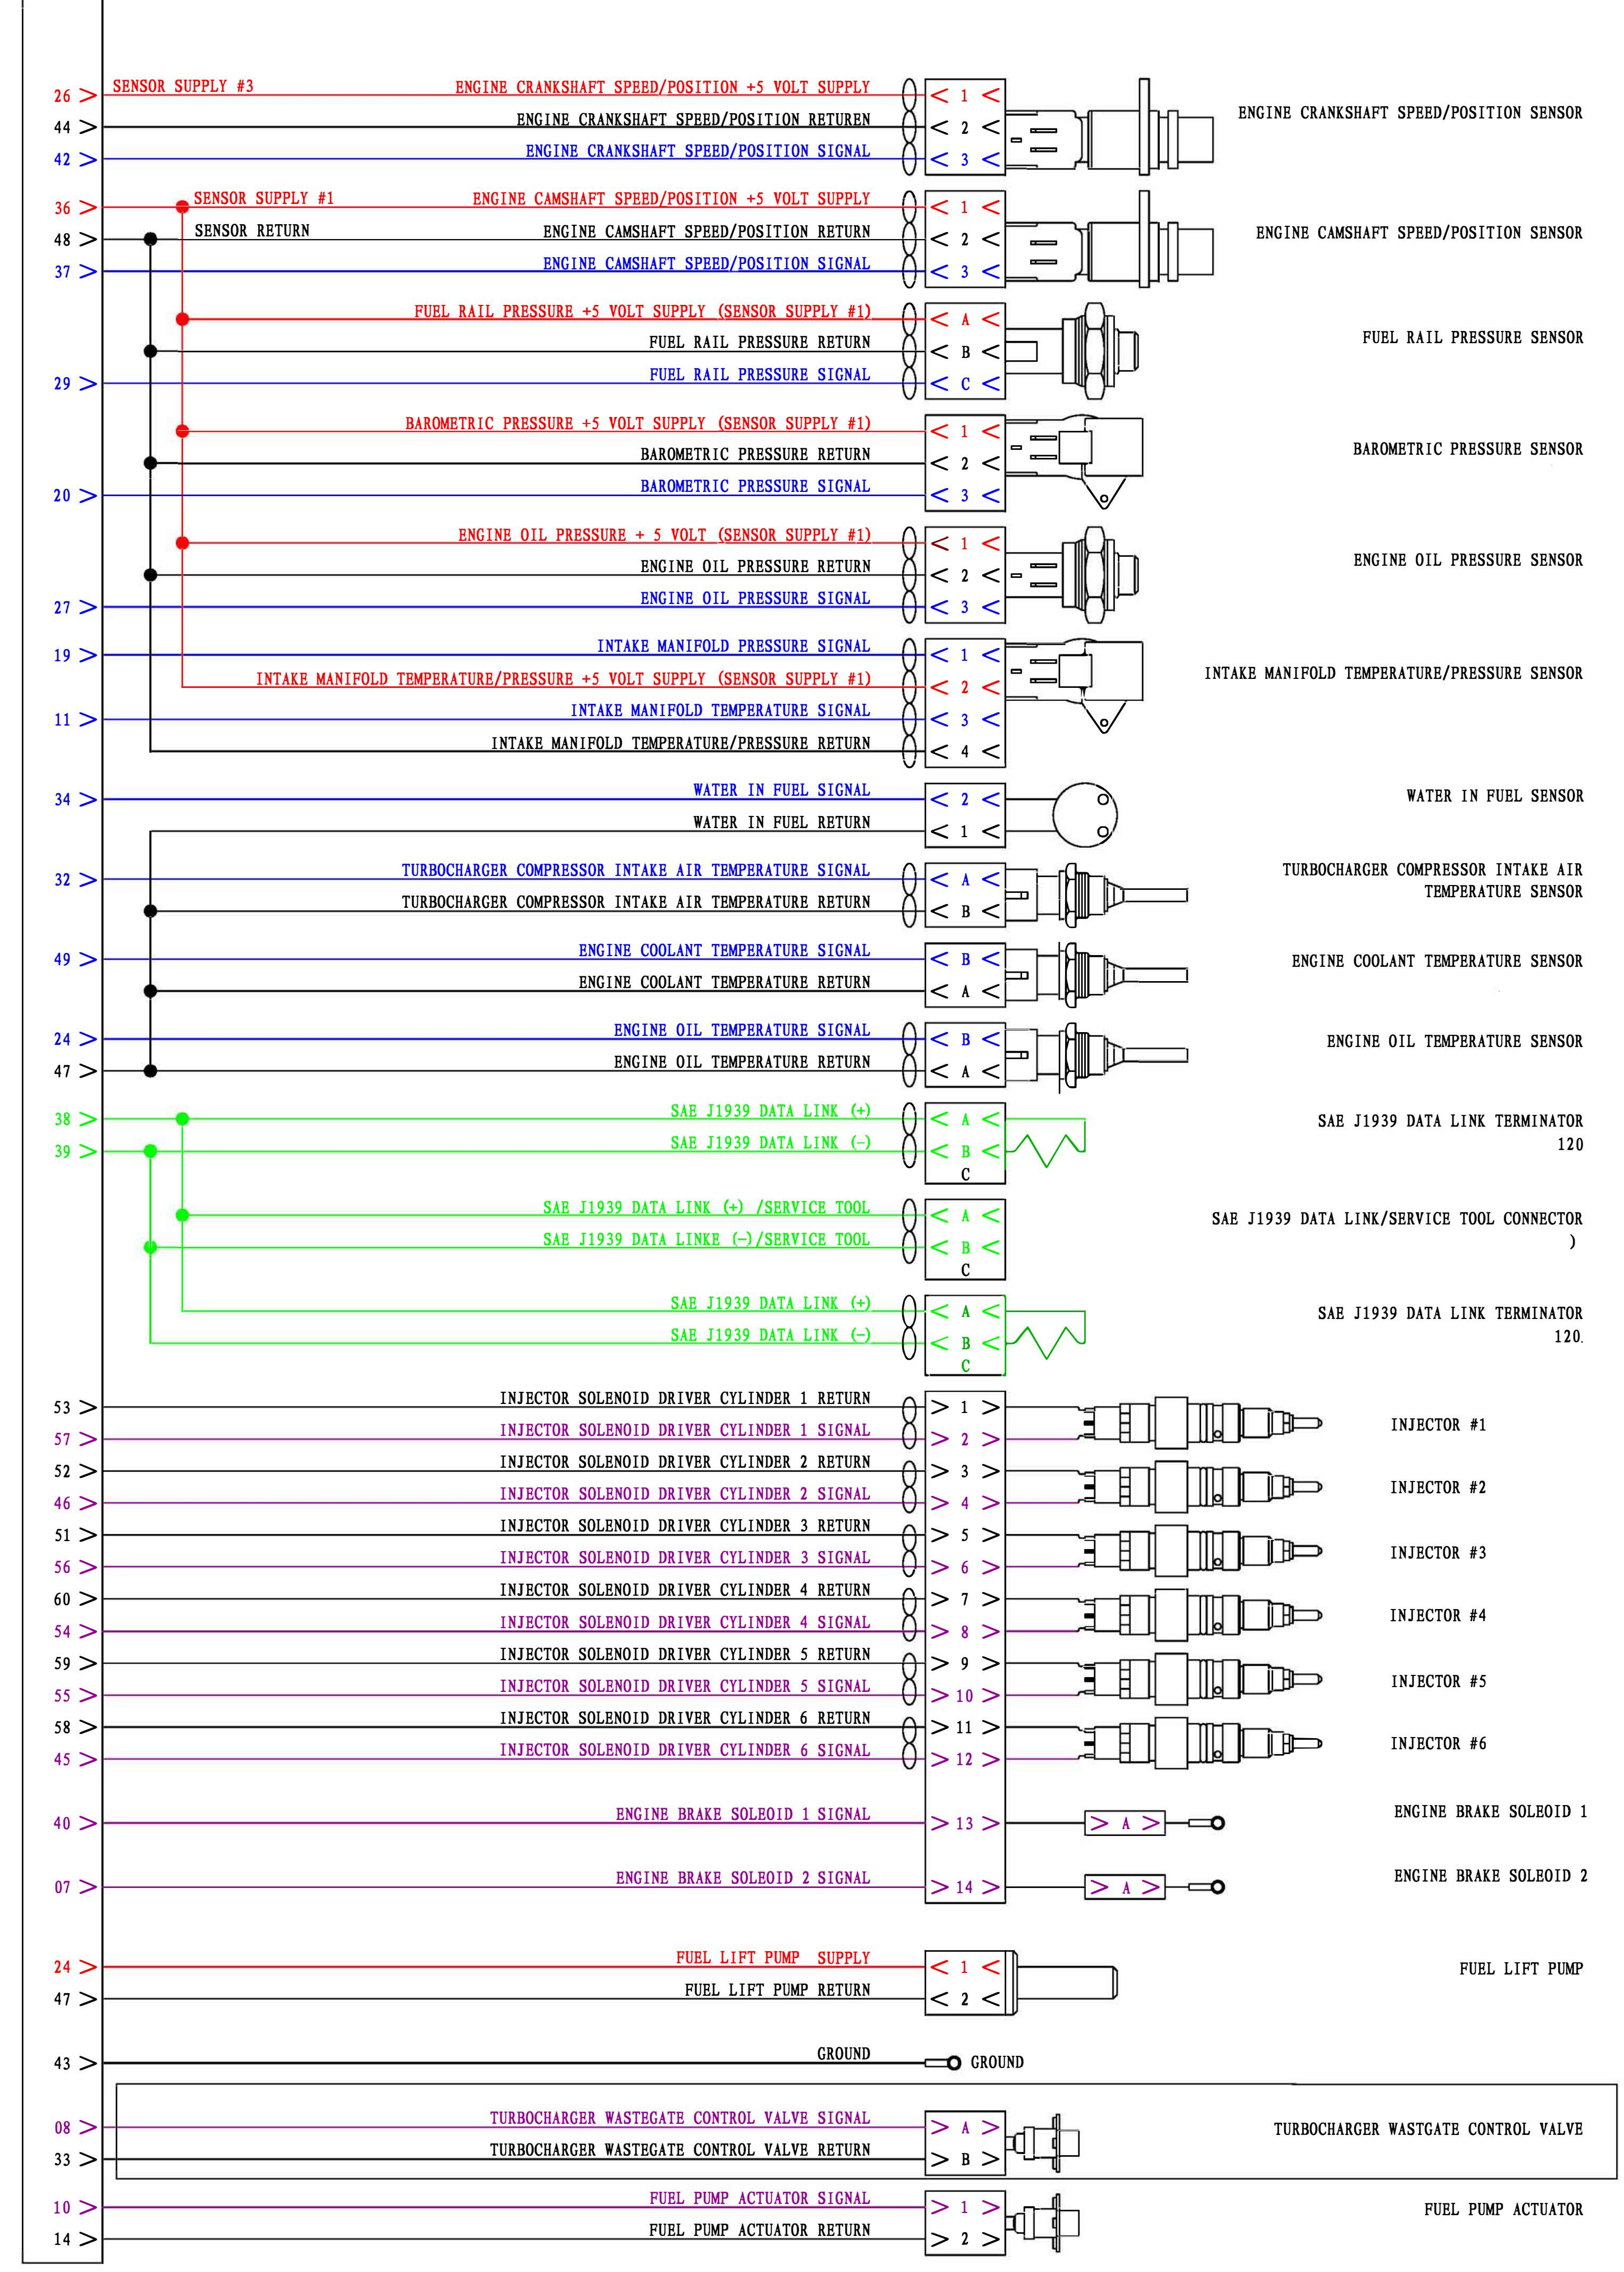 SENSOR SUPPLY #3
26 > ENGINE CRANKSHAFT SPEED/POSITION +5 VOLT SUPPLY < 1 <
44 > ENGINE CRANKSHAFT SPEED/POSITION RETUREN < 2 <
42 > ENGINE CRANKSHAFT SPEED/POSITION SIGNAL < 3 <
ENGINE CRANKSHAFT SPEED/POSITION SENSOR
36 > SENSOR SUPPLY #1 ENGINE CAMSHAFT SPEED/POSITION +5 VOLT SUPPLY < 1 <
48 > SENSOR RETURN ENGINE CAMSHAFT SPEED/POSITION RETURN < 2 <
37 > ENGINE CAMSHAFT SPEED/POSITION SIGNAL < 3 <
ENGINE CAMSHAFT SPEED/POSITION SENSOR
FUEL RAIL PRESSURE +5 VOLT SUPPLY (SENSOR SUPPLY #1) < A <
FUEL RAIL PRESSURE RETURN < B <
29 > FUEL RAIL PRESSURE SIGNAL < C <
FUEL RAIL PRESSURE SENSOR
BAROMETRIC PRESSURE +5 VOLT SUPPLY (SENSOR SUPPLY #1) < 1 <
BAROMETRIC PRESSURE RETURN < 2 <
20 > BAROMETRIC PRESSURE SIGNAL < 3 <
BAROMETRIC PRESSURE SENSOR
ENGINE OIL PRESSURE + 5 VOLT (SENSOR SUPPLY #1) < 1 <
ENGINE OIL PRESSURE RETURN < 2 <
27 > ENGINE OIL PRESSURE SIGNAL < 3 <
ENGINE OIL PRESSURE SENSOR
19 > INTAKE MANIFOLD PRESSURE SIGNAL < 1 <
INTAKE MANIFOLD TEMPERATURE/PRESSURE +5 VOLT SUPPLY (SENSOR SUPPLY #1) < 2 <
11 > INTAKE MANIFOLD TEMPERATURE SIGNAL < 3 <
INTAKE MANIFOLD TEMPERATURE/PRESSURE RETURN < 4 <
INTAKE MANIFOLD TEMPERATURE/PRESSURE SENSOR
34 > WATER IN FUEL SIGNAL < 2 <
WATER IN FUEL RETURN < 1 <
WATER IN FUEL SENSOR
32 > TURBOCHARGER COMPRESSOR INTAKE AIR TEMPERATURE SIGNAL < A <
TURBOCHARGER COMPRESSOR INTAKE AIR TEMPERATURE RETURN < B <
TURBOCHARGER COMPRESSOR INTAKE AIR
TEMPERATURE SENSOR
49 > ENGINE COOLANT TEMPERATURE SIGNAL < B <
ENGINE COOLANT TEMPERATURE RETURN < A <
ENGINE COOLANT TEMPERATURE SENSOR
24 > ENGINE OIL TEMPERATURE SIGNAL < B <
47 > ENGINE OIL TEMPERATURE RETURN < A <
ENGINE OIL TEMPERATURE SENSOR
38 > SAE J1939 DATA LINK (+) < A <
39 > SAE J1939 DATA LINK (–) < B <
C
SAE J1939 DATA LINK TERMINATOR
120
SAE J1939 DATA LINK (+) /SERVICE TOOL < A <
SAE J1939 DATA LINKE (–)/SERVICE TOOL < B <
C
SAE J1939 DATA LINK/SERVICE TOOL CONNECTOR
)
SAE J1939 DATA LINK (+) < A <
SAE J1939 DATA LINK (–) < B <
C
SAE J1939 DATA LINK TERMINATOR
120.
53 > INJECTOR SOLENOID DRIVER CYLINDER 1 RETURN > 1 >
57 > INJECTOR SOLENOID DRIVER CYLINDER 1 SIGNAL > 2 >
INJECTOR #1
52 > INJECTOR SOLENOID DRIVER CYLINDER 2 RETURN > 3 >
46 > INJECTOR SOLENOID DRIVER CYLINDER 2 SIGNAL > 4 >
INJECTOR #2
51 > INJECTOR SOLENOID DRIVER CYLINDER 3 RETURN > 5 >
56 > INJECTOR SOLENOID DRIVER CYLINDER 3 SIGNAL > 6 >
INJECTOR #3
60 > INJECTOR SOLENOID DRIVER CYLINDER 4 RETURN > 7 >
54 > INJECTOR SOLENOID DRIVER CYLINDER 4 SIGNAL > 8 >
INJECTOR #4
59 > INJECTOR SOLENOID DRIVER CYLINDER 5 RETURN > 9 >
55 > INJECTOR SOLENOID DRIVER CYLINDER 5 SIGNAL > 10 >
INJECTOR #5
58 > INJECTOR SOLENOID DRIVER CYLINDER 6 RETURN > 11 >
45 > INJECTOR SOLENOID DRIVER CYLINDER 6 SIGNAL > 12 >
INJECTOR #6
40 > ENGINE BRAKE SOLEOID 1 SIGNAL > 13 > > A > ENGINE BRAKE SOLEOID 1
07 > ENGINE BRAKE SOLEOID 2 SIGNAL > 14 > > A > ENGINE BRAKE SOLEOID 2
24 > FUEL LIFT PUMP SUPPLY < 1 <
47 > FUEL LIFT PUMP RETURN < 2 <
FUEL LIFT PUMP
43 > GROUND GROUND
08 > TURBOCHARGER WASTEGATE CONTROL VALVE SIGNAL > A >
33 > TURBOCHARGER WASTEGATE CONTROL VALVE RETURN > B >
TURBOCHARGER WASTGATE CONTROL VALVE
10 > FUEL PUMP ACTUATOR SIGNAL > 1 >
14 > FUEL PUMP ACTUATOR RETURN > 2 >
FUEL PUMP ACTUATOR